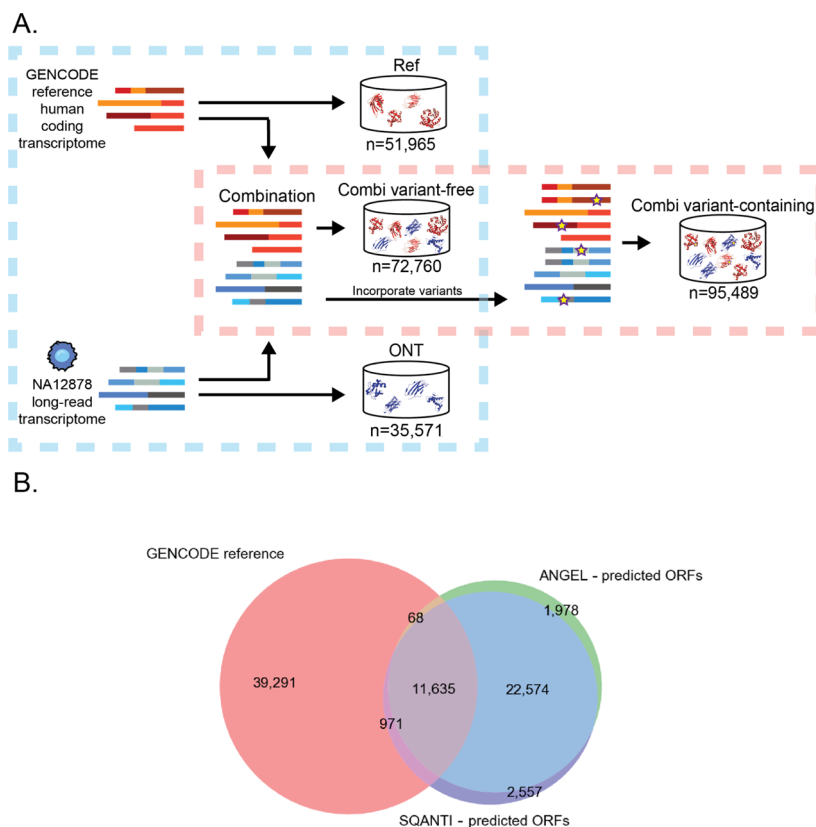 A.
GENCODE
reference
human
coding
transcriptome
Ref
n=51,965
Combination
Combi variant-free
n=72,760
Incorporate variants
Combi variant-containing
n=95,489
NA12878
long-read
transcriptome
ONT
n=35,571
B.
GENCODE reference
ANGEL - predicted ORFs
1,978
68
39,291
11,635
22,574
971
2,557
SQANTI - predicted ORFs